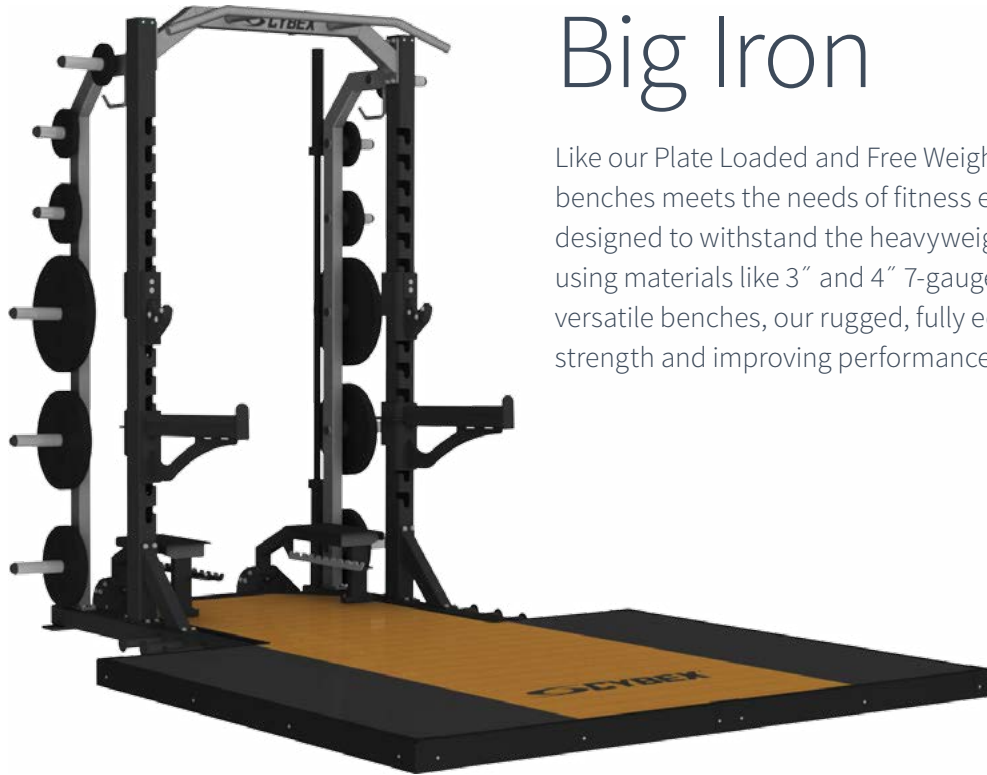 CYBEX
Big Iron
Like our Plate Loaded and Free Weigh
benches meets the needs of fitness e
designed to withstand the heavyweig
using materials like 3˝ and 4˝ 7-gauge
versatile benches, our rugged, fully e
strength and improving performance
CYBEX